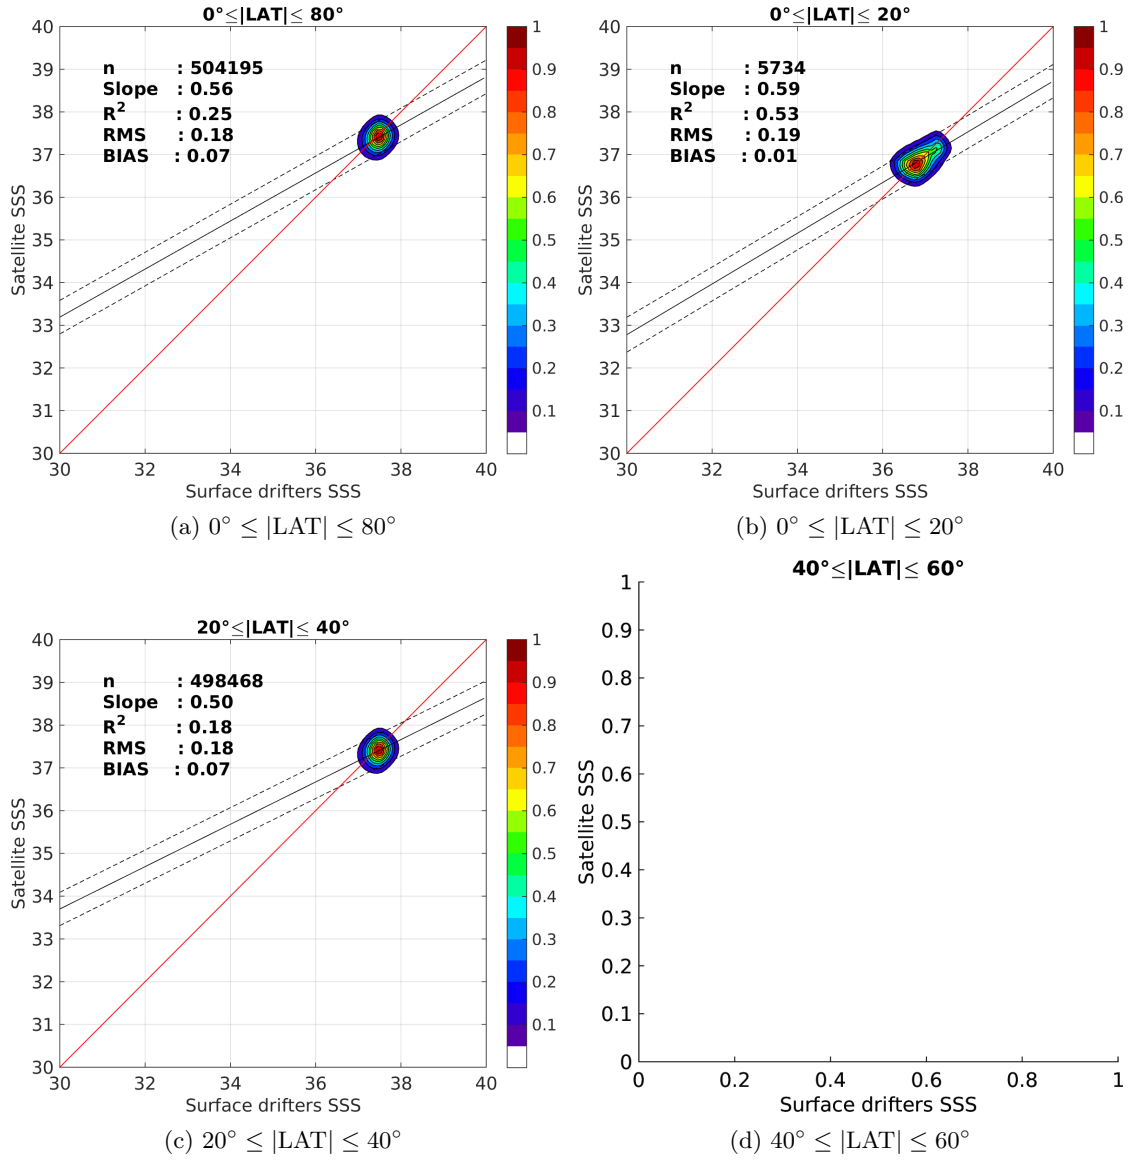 0°≤|LAT|≤ 80°
40
39
38
37
36
35
34
33
32
31
30
30 32 34 36 38 40
Satellite SSS
Surface drifters SSS
n : 504195
Slope : 0.56
R2 : 0.25
RMS : 0.18
BIAS : 0.07
1
0.9
0.8
0.7
0.6
0.5
0.4
0.3
0.2
0.1
(a) 0° ≤ |LAT| ≤ 80°
0°≤|LAT|≤ 20°
40
39
38
37
36
35
34
33
32
31
30
30 32 34 36 38 40
Satellite SSS
Surface drifters SSS
n : 5734
Slope : 0.59
R2 : 0.53
RMS : 0.19
BIAS : 0.01
1
0.9
0.8
0.7
0.6
0.5
0.4
0.3
0.2
0.1
(b) 0° ≤ |LAT| ≤ 20°
20°≤|LAT|≤ 40°
40
39
38
37
36
35
34
33
32
31
30
30 32 34 36 38 40
Satellite SSS
Surface drifters SSS
n : 498468
Slope : 0.50
R2 : 0.18
RMS : 0.18
BIAS : 0.07
1
0.9
0.8
0.7
0.6
0.5
0.4
0.3
0.2
0.1
(c) 20° ≤ |LAT| ≤ 40°
40°≤|LAT|≤ 60°
1
0.9
0.8
0.7
0.6
0.5
0.4
0.3
0.2
0.1
0
0 0.2 0.4 0.6 0.8 1
Satellite SSS
Surface drifters SSS
(d) 40° ≤ |LAT| ≤ 60°